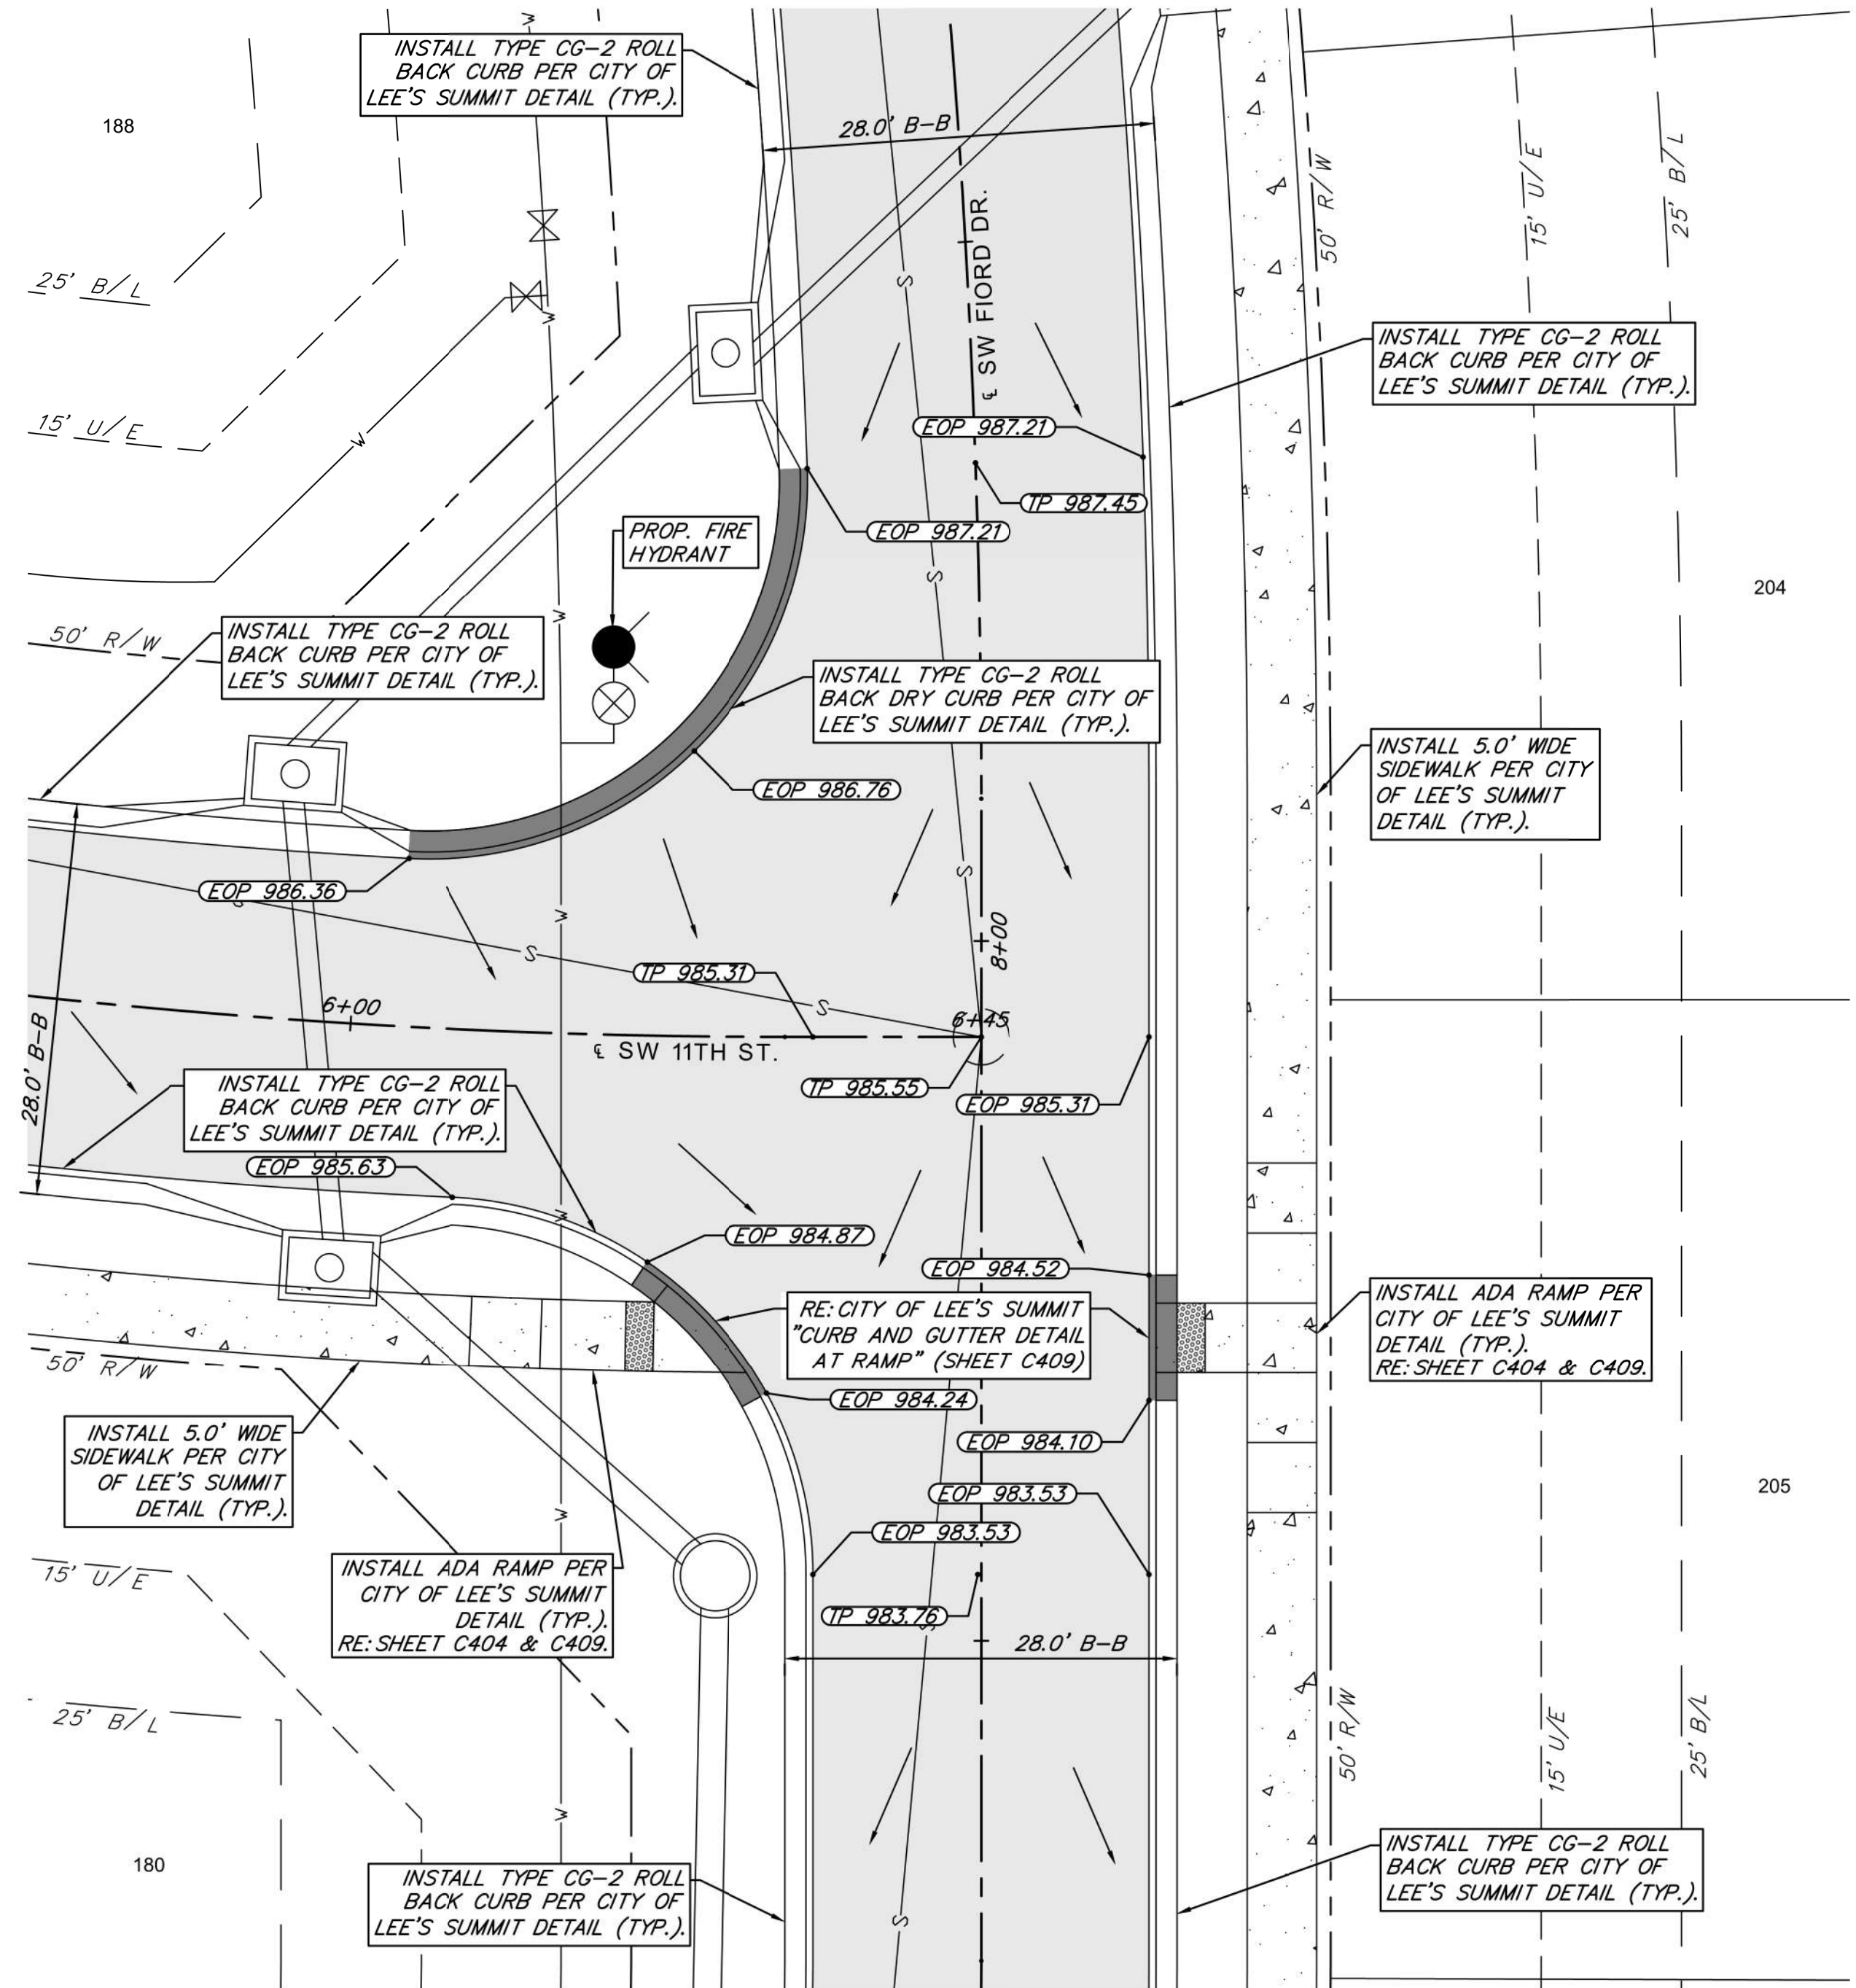 INSTALL TYPE CG-2 ROLL
BACK CURB PER CITY OF
LEE'S SUMMIT DETAIL (TYP.).
188
28.0' B-B
℄ SW FIORD DR.
50' R/W
15' U/E
25' B/L
25' B/L
15' U/E
50' R/W
W
W
W
W
W
W
W
W
W
S
S
S
S
S
S
S
S
INSTALL TYPE CG-2 ROLL
BACK CURB PER CITY OF
LEE'S SUMMIT DETAIL (TYP.).
EOP 987.21
TP 987.45
EOP 987.21
PROP. FIRE
HYDRANT
204
INSTALL TYPE CG-2 ROLL
BACK CURB PER CITY OF
LEE'S SUMMIT DETAIL (TYP.).
INSTALL TYPE CG-2 ROLL
BACK DRY CURB PER CITY OF
LEE'S SUMMIT DETAIL (TYP.).
INSTALL 5.0' WIDE
SIDEWALK PER CITY
OF LEE'S SUMMIT
DETAIL (TYP.).
EOP 986.76
EOP 986.36
8+00
TP 985.31
6+00
6+45
℄ SW 11TH ST.
28.0' B-B
TP 985.55
EOP 985.31
INSTALL TYPE CG-2 ROLL
BACK CURB PER CITY OF
LEE'S SUMMIT DETAIL (TYP.).
EOP 985.63
EOP 984.87
EOP 984.52
RE: CITY OF LEE'S SUMMIT
"CURB AND GUTTER DETAIL
AT RAMP" (SHEET C409)
INSTALL ADA RAMP PER
CITY OF LEE'S SUMMIT
DETAIL (TYP.).
RE: SHEET C404 & C409.
50' R/W
EOP 984.24
EOP 984.10
INSTALL 5.0' WIDE
SIDEWALK PER CITY
OF LEE'S SUMMIT
DETAIL (TYP.).
EOP 983.53
EOP 983.53
205
15' U/E
INSTALL ADA RAMP PER
CITY OF LEE'S SUMMIT
DETAIL (TYP.).
RE: SHEET C404 & C409.
TP 983.76
28.0' B-B
25' B/L
50' R/W
15' U/E
25' B/L
180
INSTALL TYPE CG-2 ROLL
BACK CURB PER CITY OF
LEE'S SUMMIT DETAIL (TYP.).
INSTALL TYPE CG-2 ROLL
BACK CURB PER CITY OF
LEE'S SUMMIT DETAIL (TYP.).